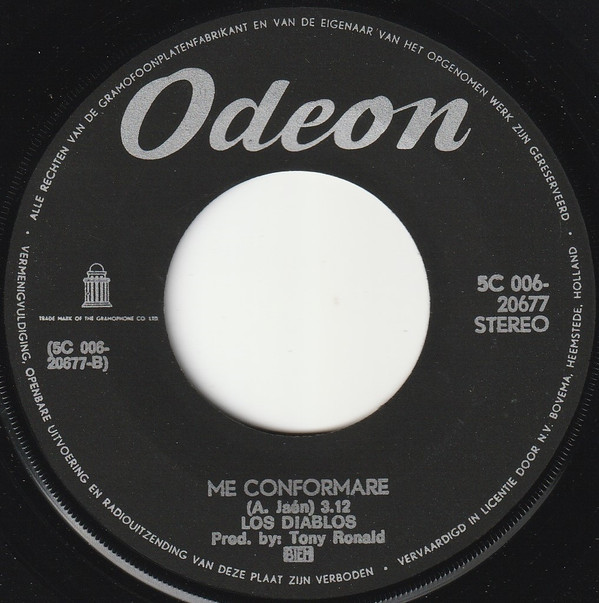 ALLE RECHTEN VAN DE GRAMOFOONPLATENFABRIKANT EN VAN DE EIGENAAR VAN HET OPGENOMEN WERK ZIJN GERESERVEERD •
Odeon
TRADE MARK OF THE GRAMOPHONE CO. LTD.
5C 006-
20677
STEREO
(5C 006-
20677-B)
ME CONFORMARE
(A. Jaén) 3.12
LOS DIABLOS
Prod. by: Tony Ronald
BIEM
• VERMENIGVULDIGING, OPENBARE UITVOERING EN RADIOUITZENDING VAN DEZE PLAAT ZIJN VERBODEN • VERVAARDIGD IN LICENTIE DOOR N.V. BOVEMA, HEEMSTEDE, HOLLAND •